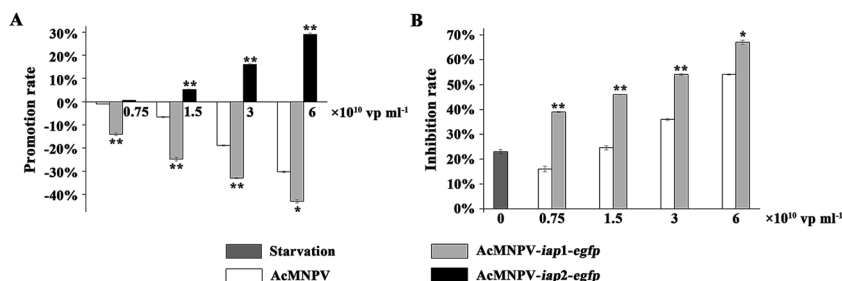 A
Promotion rate
30%
20%
10%
0%
-10%
-20%
-30%
-40%
** ** **
** ** ** *
0.75 1.5 3 6 ×10¹⁰ vp ml⁻¹
B
Inhibition rate
70%
60%
50%
40%
30%
20%
10%
0%
** ** ** *
0 0.75 1.5 3 6 ×10¹⁰ vp ml⁻¹
Starvation
AcMNPV
AcMNPV-iap1-egfp
AcMNPV-iap2-egfp